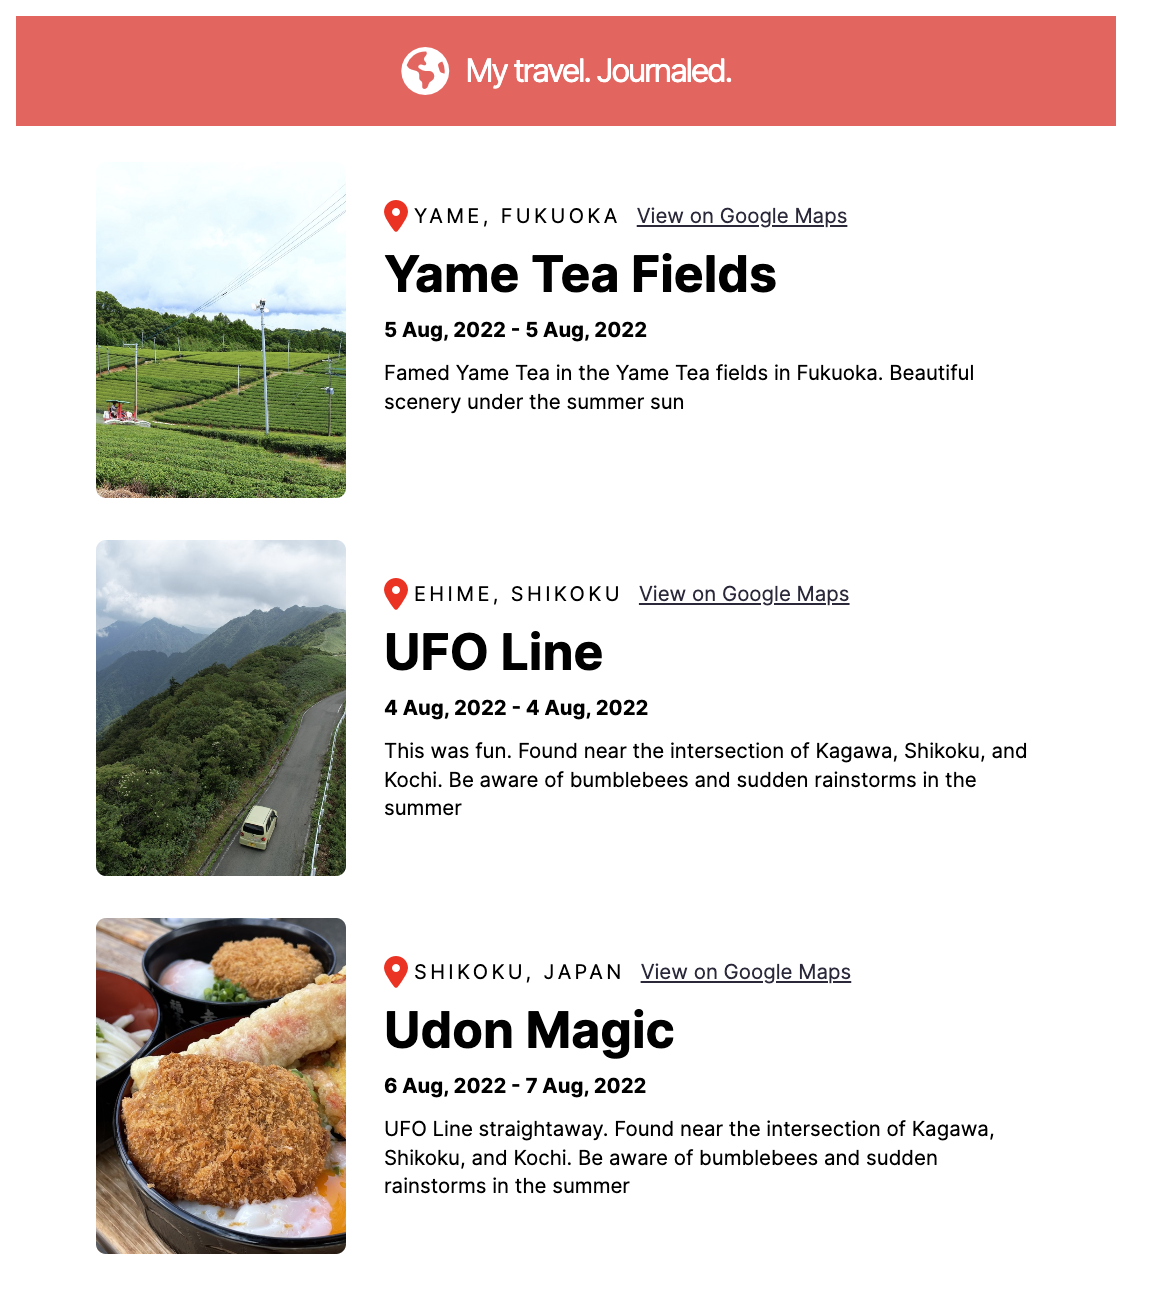 My travel. Journaled.
YAME, FUKUOKA View on Google Maps
Yame Tea Fields
5 Aug, 2022 - 5 Aug, 2022
Famed Yame Tea in the Yame Tea fields in Fukuoka. Beautiful
scenery under the summer sun
EHIME, SHIKOKU View on Google Maps
UFO Line
4 Aug, 2022 - 4 Aug, 2022
This was fun. Found near the intersection of Kagawa, Shikoku, and
Kochi. Be aware of bumblebees and sudden rainstorms in the
summer
SHIKOKU, JAPAN View on Google Maps
Udon Magic
6 Aug, 2022 - 7 Aug, 2022
UFO Line straightaway. Found near the intersection of Kagawa,
Shikoku, and Kochi. Be aware of bumblebees and sudden
rainstorms in the summer